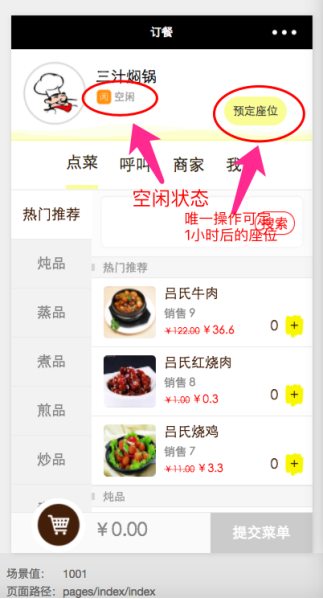 订餐
三汁焖锅
闲 空闲
预定座位
点菜 呼叫 商家 我
空闲状态
唯一操作可定
1小时后的座位
搜索
热门推荐
炖品
蒸品
煮品
煎品
炒品
热门推荐
吕氏牛肉
销售 9
￥122.00 ￥36.6
0 +
吕氏红烧肉
销售 8
￥1.00 ￥0.3
0 +
吕氏烧鸡
销售 7
￥11.00 ￥3.3
0 +
炖品
￥0.00
提交菜单
场景值： 1001
页面路径： pages/index/index